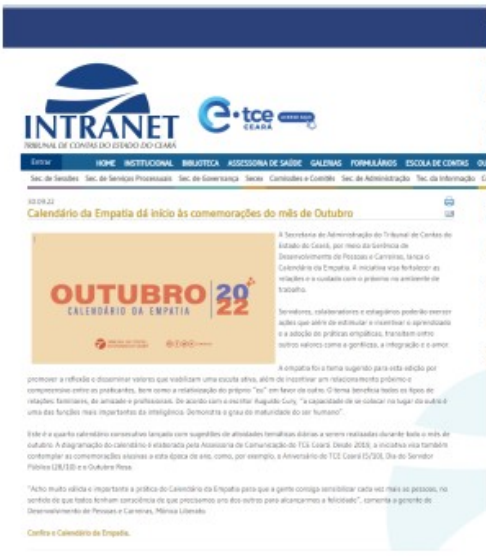 INTRANET
TRIBUNAL DE CONTAS DO ESTADO DO CEARÁ
e·tce
CEARÁ
Entrar HOME INSTITUCIONAL BIBLIOTECA ASSESSORIA DE SAÚDE GALERIAS FORMULÁRIOS ESCOLA DE CONTAS OU
Sec. de Sessões Sec. de Serviços Processuais Sec. de Governança Secex Comissões e Comitês Sec. de Administração Tec. da Informação
30.09.22
Calendário da Empatia dá início às comemorações do mês de Outubro
OUTUBRO 20
CALENDÁRIO DA EMPATIA 22
A Secretaria de Administração do Tribunal de Contas do
Estado do Ceará, por meio da Gerência de
Desenvolvimento de Pessoas e Carreiras, lança o
Calendário da Empatia. A iniciativa visa fortalecer as
relações e o cuidado com o próximo no ambiente de
trabalho.
Servidores, colaboradores e estagiários poderão exercer
ações que além de estimular e incentivar o aprendizado
e a adoção de práticas empáticas, transitam entre
outros valores como a gentileza, a integração e o amor.
A empatia foi o tema sugerido para esta edição por
promover a reflexão e disseminar valores que viabilizam uma escuta ativa, além de incentivar um relacionamento próximo e
compreensivo entre os praticantes, bem como a relativização do próprio "eu" em favor do outro. O tema beneficia todos os tipos de
relações: familiares, de amizade e profissionais. De acordo com o escritor Augusto Cury, "a capacidade de se colocar no lugar do outro é
uma das funções mais importantes da inteligência. Demonstra o grau de maturidade do ser humano".
Este é o quarto calendário consecutivo lançado com sugestões de atividades temáticas diárias a serem realizadas durante todo o mês de
outubro. A diagramação do calendário é elaborada pela Assessoria de Comunicação do TCE Ceará. Desde 2019, a iniciativa visa também
contemplar as comemorações alusivas a esta época do ano, como, por exemplo, o Aniversário do TCE Ceará (5/10), Dia do Servidor
Público (28/10) e o Outubro Rosa.
"Acho muito válida e importante a prática do Calendário da Empatia para que a gente consiga sensibilizar cada vez mais as pessoas, no
sentido de que todos tenham consciência de que precisamos uns dos outros para alcançarmos a felicidade", comenta a gerente de
Desenvolvimento de Pessoas e Carreiras, Mônica
Confira o Calendário da Empatia.